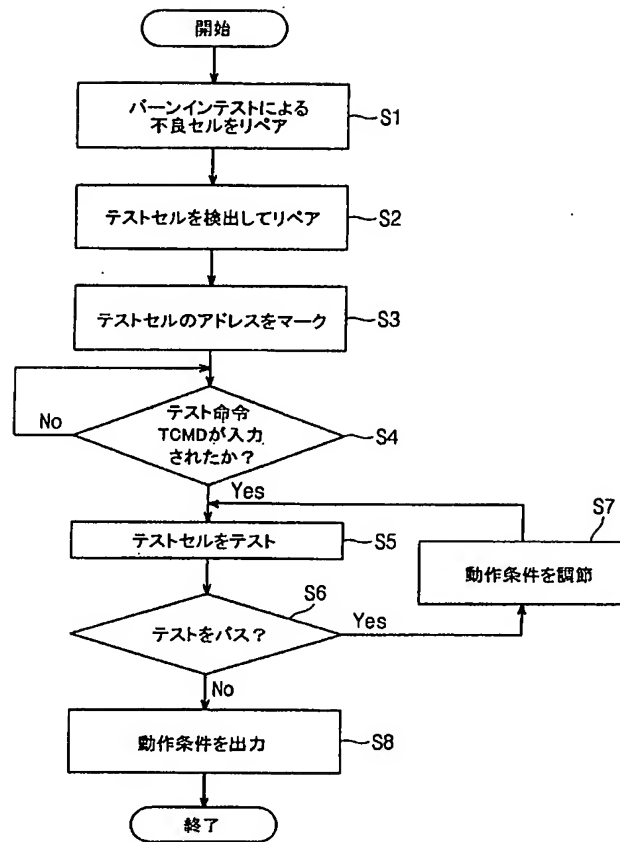 開始
バーンインテストによる
不良セルをリペア
S1
テストセルを検出してリペア
S2
テストセルのアドレスをマーク
S3
No
テスト命令
TCMDが入力
されたか？
S4
Yes
テストセルをテスト
S5
S7
動作条件を調節
S6
テストをパス？
Yes
No
動作条件を出力
S8
終了